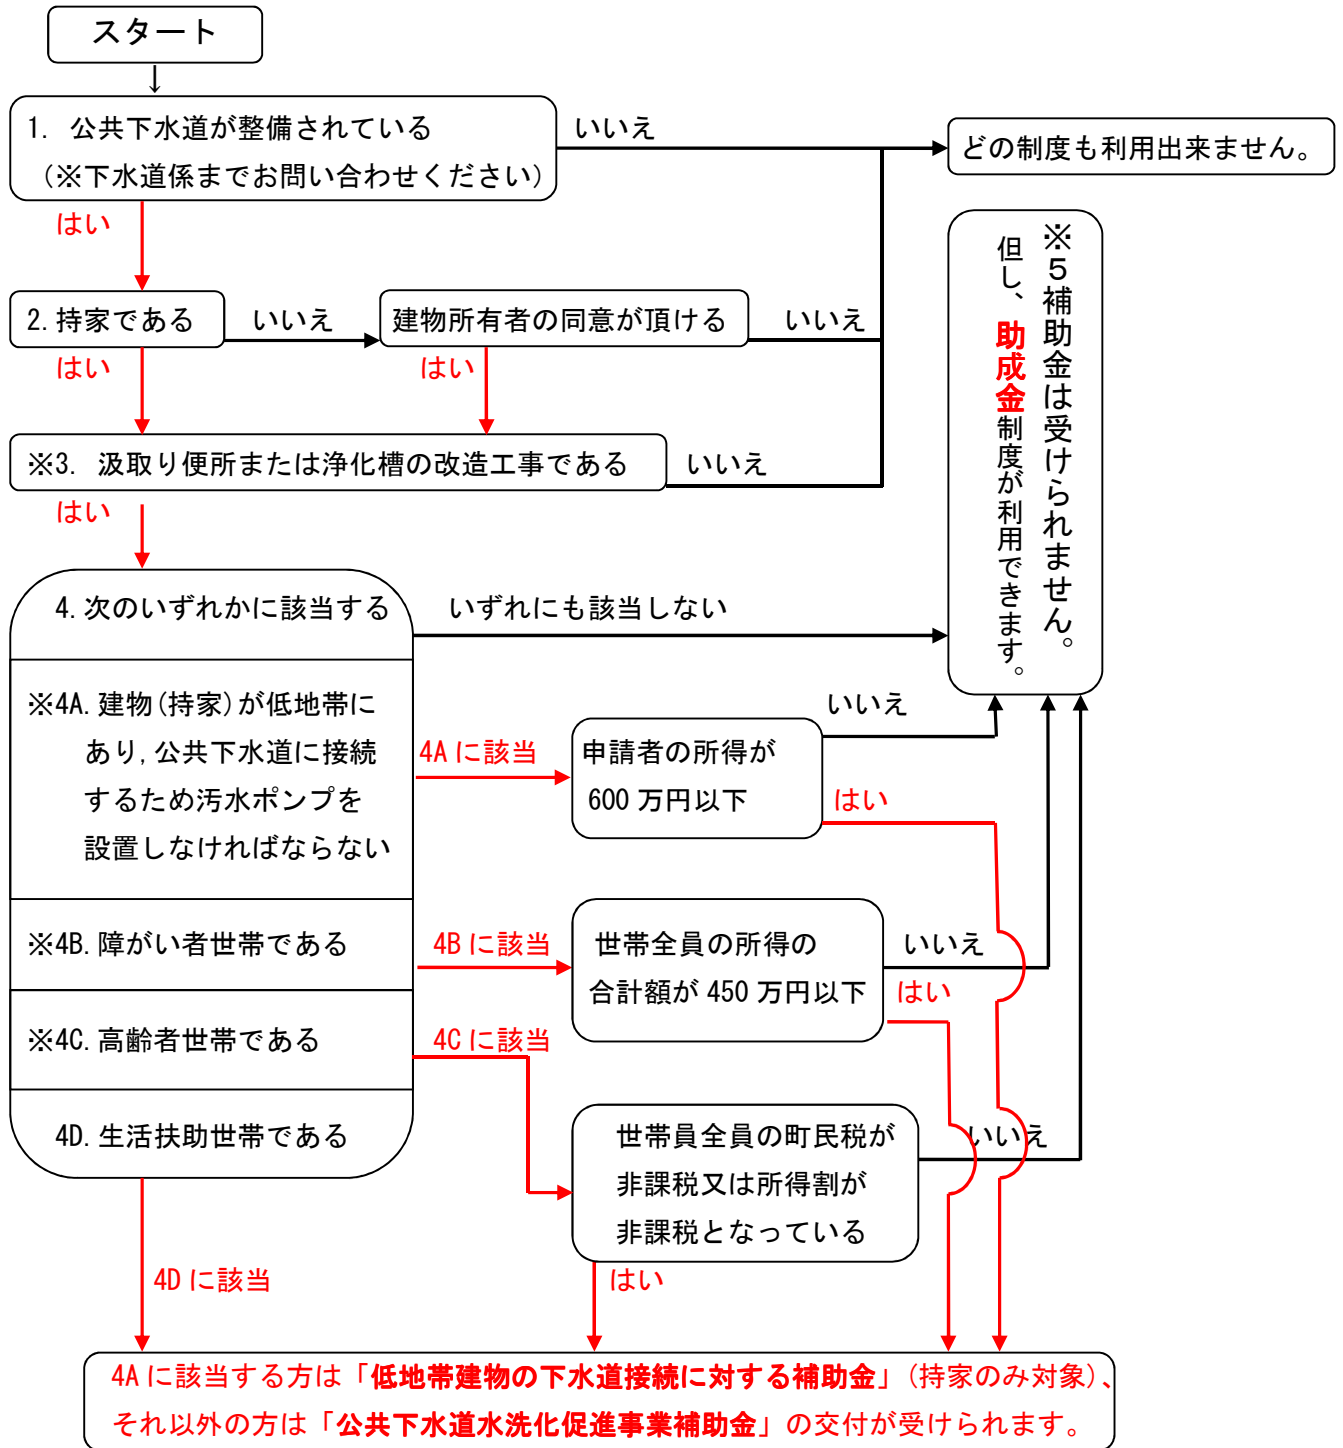 スタート
↓
1. 公共下水道が整備されている
(※下水道係までお問い合わせください)
いいえ
どの制度も利用出来ません。
はい
2.持家である
いいえ
建物所有者の同意が頂ける
いいえ
はい
はい
※3. 汲取り便所または浄化槽の改造工事である
いいえ
はい
※5補助金は受けられません。
但し、助成金制度が利用できます。
4.次のいずれかに該当する
いずれにも該当しない
※4A.建物(持家)が低地帯に
あり,公共下水道に接続
するため汚水ポンプを
設置しなければならない
4Aに該当
申請者の所得が
600万円以下
いいえ
はい
※4B.障がい者世帯である
4Bに該当
世帯全員の所得の
合計額が450万円以下
いいえ
はい
※4C.高齢者世帯である
4Cに該当
世帯員全員の町民税が
非課税又は所得割が
非課税となっている
いいえ
はい
4D.生活扶助世帯である
4Dに該当
4Aに該当する方は「低地帯建物の下水道接続に対する補助金」(持家のみ対象)、
それ以外の方は「公共下水道水洗化促進事業補助金」の交付が受けられます。